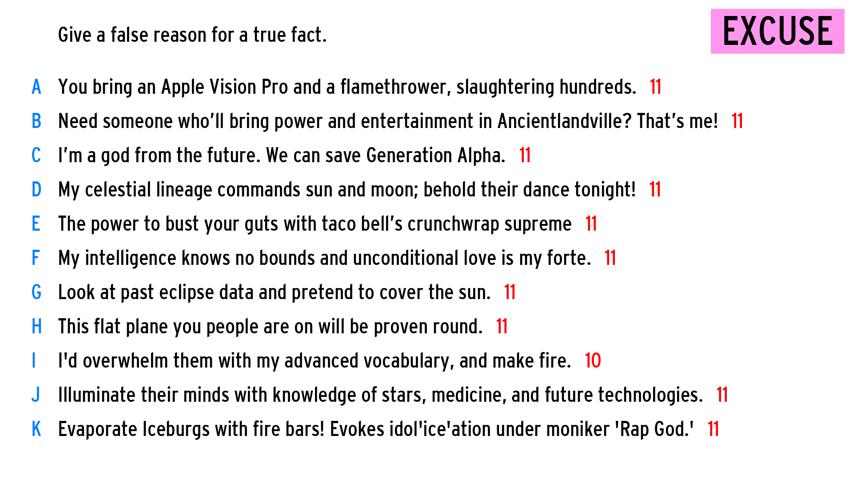 Give a false reason for a true fact.
EXCUSE
A You bring an Apple Vision Pro and a flamethrower, slaughtering hundreds. 11
B Need someone who'll bring power and entertainment in Ancientlandville? That's me! 11
C I'm a god from the future. We can save Generation Alpha. 11
D My celestial lineage commands sun and moon; behold their dance tonight! 11
E The power to bust your guts with taco bell's crunchwrap supreme 11
F My intelligence knows no bounds and unconditional love is my forte. 11
G Look at past eclipse data and pretend to cover the sun. 11
H This flat plane you people are on will be proven round. 11
I I'd overwhelm them with my advanced vocabulary, and make fire. 10
J Illuminate their minds with knowledge of stars, medicine, and future technologies. 11
K Evaporate Iceburgs with fire bars! Evokes idol'ice'ation under moniker 'Rap God.' 11